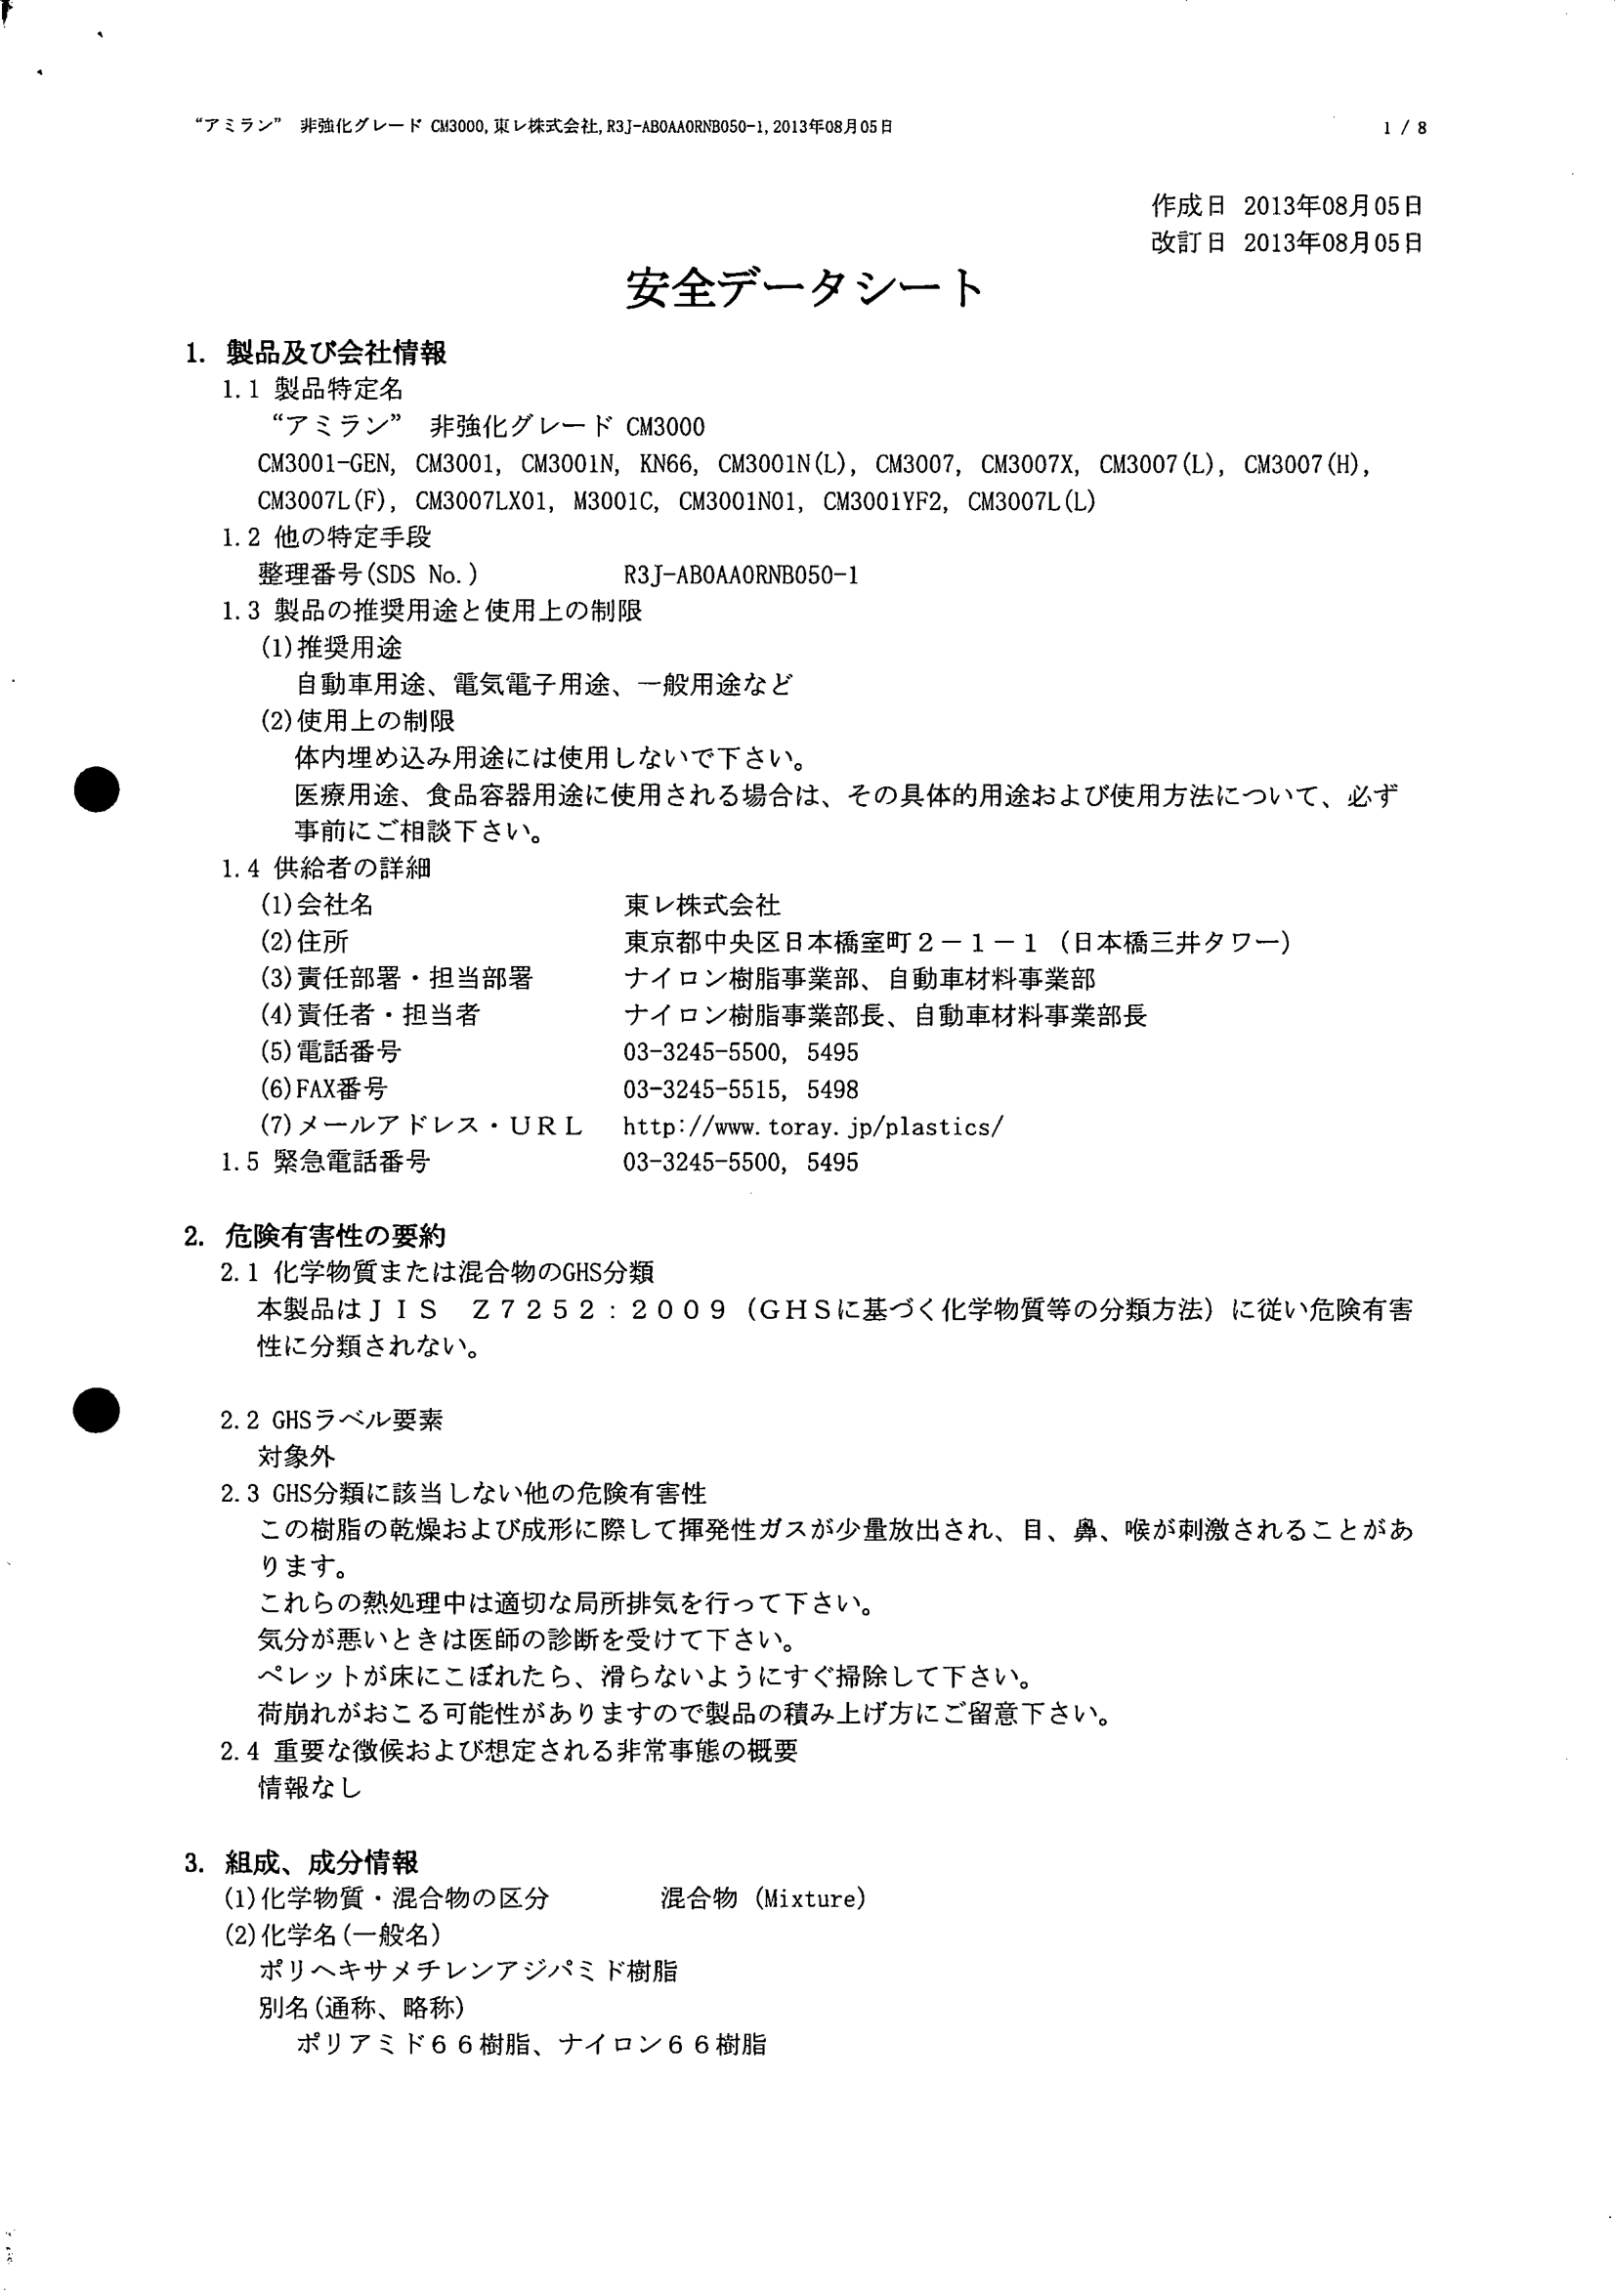 “アミラン” 非強化グレード CM3000, 東レ株式会社, R3J-AB0AA0RNB050-1, 2013年08月05日 1 / 8
作成日 2013年08月05日
改訂日 2013年08月05日
安全データシート
1. 製品及び会社情報
1.1 製品特定名
“アミラン” 非強化グレード CM3000
CM3001-GEN, CM3001, CM3001N, KN66, CM3001N(L), CM3007, CM3007X, CM3007(L), CM3007(H),
CM3007L(F), CM3007LX01, M3001C, CM3001N01, CM3001YF2, CM3007L(L)
1.2 他の特定手段
整理番号(SDS No.) R3J-AB0AA0RNB050-1
1.3 製品の推奨用途と使用上の制限
(1)推奨用途
自動車用途、電気電子用途、一般用途など
(2)使用上の制限
体内埋め込み用途には使用しないで下さい。
医療用途、食品容器用途に使用される場合は、その具体的用途および使用方法について、必ず
事前にご相談下さい。
1.4 供給者の詳細
(1)会社名 東レ株式会社
(2)住所 東京都中央区日本橋室町2－1－1（日本橋三井タワー）
(3)責任部署・担当部署 ナイロン樹脂事業部、自動車材料事業部
(4)責任者・担当者 ナイロン樹脂事業部長、自動車材料事業部長
(5)電話番号 03-3245-5500, 5495
(6)FAX番号 03-3245-5515, 5498
(7)メールアドレス・ＵＲＬ http://www.toray.jp/plastics/
1.5 緊急電話番号 03-3245-5500, 5495
2. 危険有害性の要約
2.1 化学物質または混合物のGHS分類
本製品はＪＩＳ　Ｚ７２５２：２００９（ＧＨＳに基づく化学物質等の分類方法）に従い危険有害
性に分類されない。
2.2 GHSラベル要素
対象外
2.3 GHS分類に該当しない他の危険有害性
この樹脂の乾燥および成形に際して揮発性ガスが少量放出され、目、鼻、喉が刺激されることがあ
ります。
これらの熱処理中は適切な局所排気を行って下さい。
気分が悪いときは医師の診断を受けて下さい。
ペレットが床にこぼれたら、滑らないようにすぐ掃除して下さい。
荷崩れがおこる可能性がありますので製品の積み上げ方にご留意下さい。
2.4 重要な徴候および想定される非常事態の概要
情報なし
3. 組成、成分情報
(1)化学物質・混合物の区分 混合物 (Mixture)
(2)化学名(一般名)
ポリヘキサメチレンアジパミド樹脂
別名(通称、略称)
ポリアミド６６樹脂、ナイロン６６樹脂